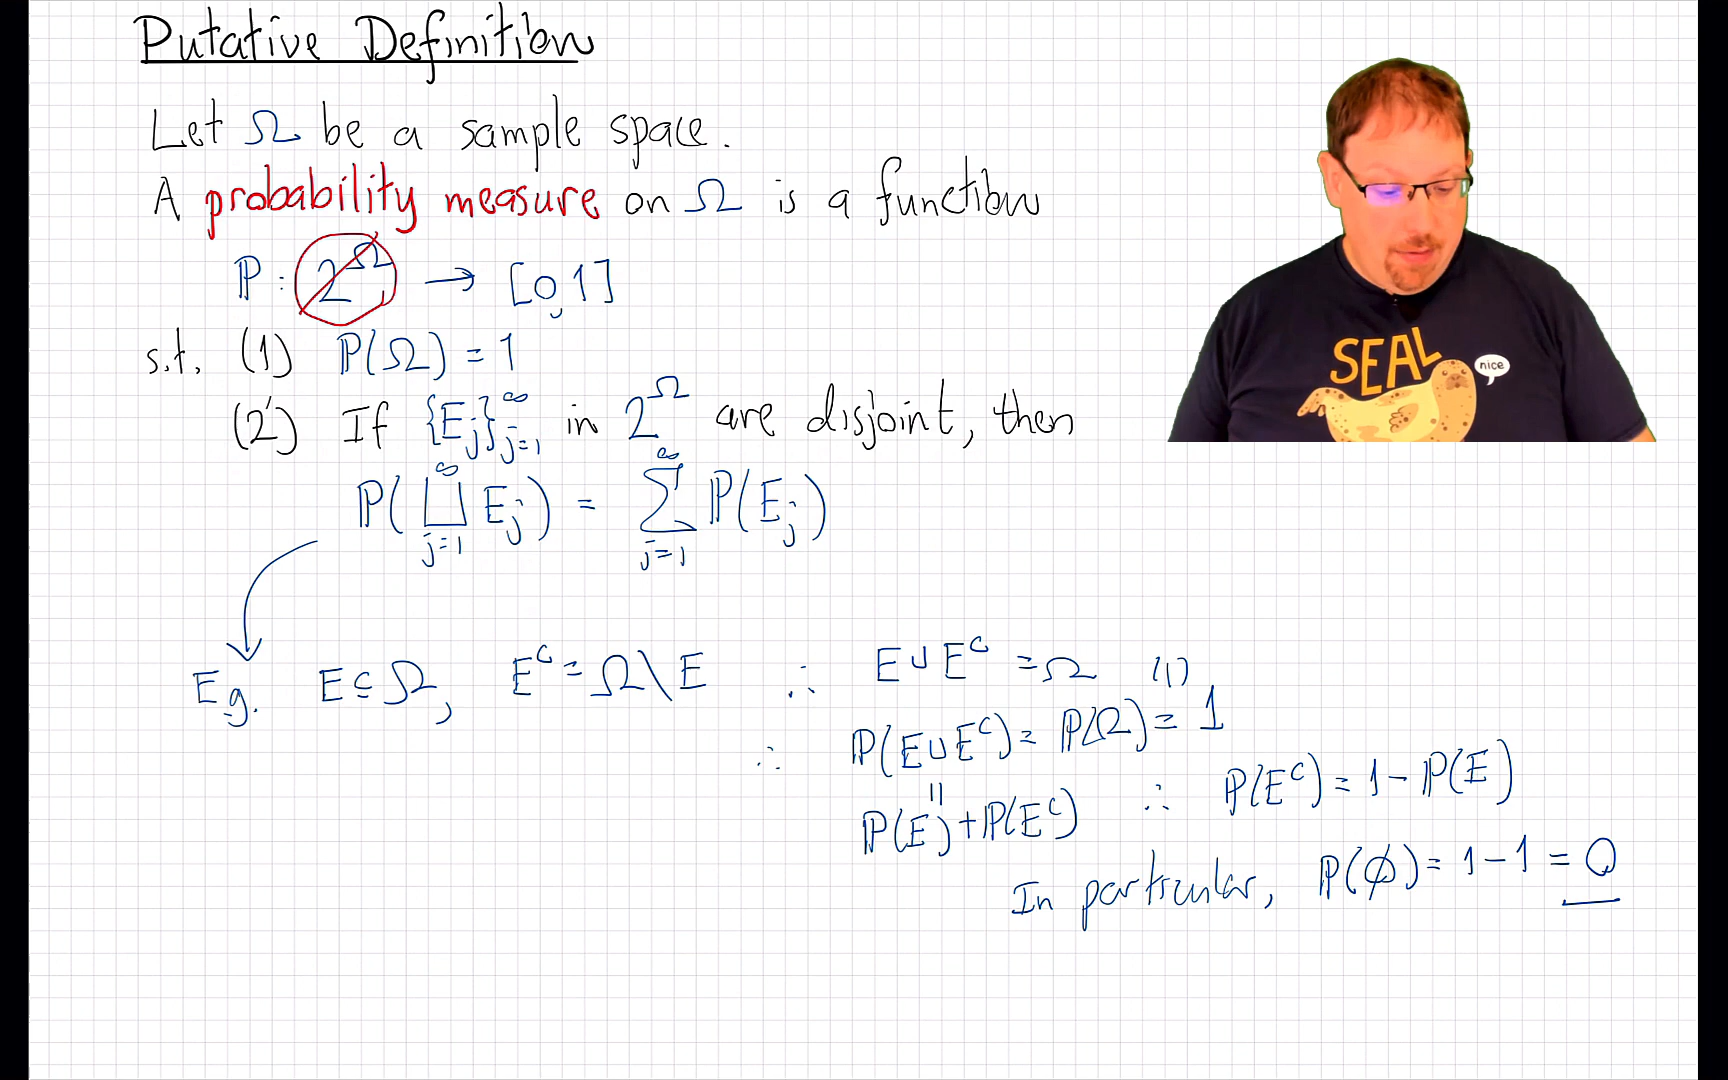 Putative Definition
Let Ω be a sample space.
A probability measure on Ω is a function
ℙ : 2^Ω → [0,1]
s.t. (1) ℙ(Ω) = 1
(2') If {E_j}_{j=1}^∞ in 2^Ω are disjoint, then
ℙ(⊔_{j=1}^∞ E_j) = ∑_{j=1}^∞ ℙ(E_j)
E.g. E ⊆ Ω, E^c = Ω \ E ∴ E ∪ E^c = Ω (1)
∴ ℙ(E ∪ E^c) = ℙ(Ω) = 1
||
ℙ(E) + ℙ(E^c) ∴ ℙ(E^c) = 1 - ℙ(E)
In particular, ℙ(∅) = 1 - 1 = 0
SEAL
nice